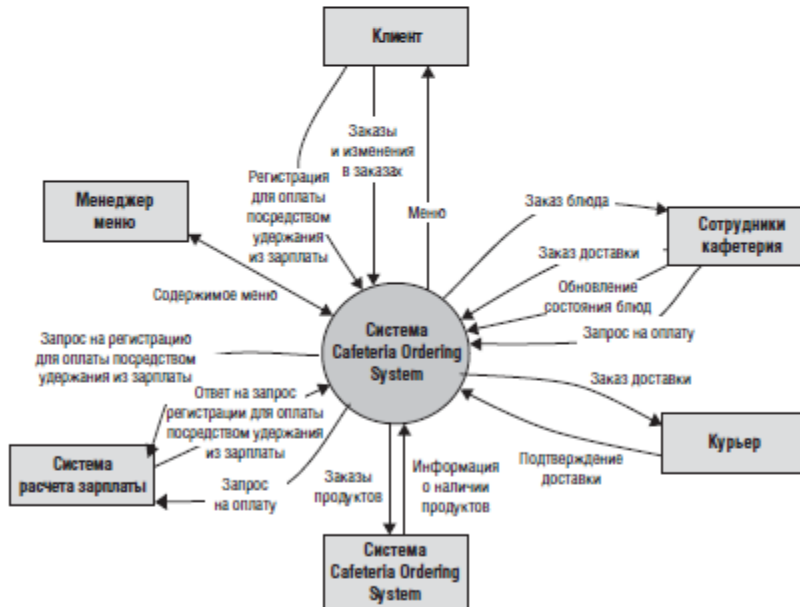 Клиент
Заказы
и изменения
в заказах
Регистрация
для оплаты
посредством
удержания
из зарплаты
Меню
Менеджер
меню
Заказ блюда
Сотрудники
кафетерия
Заказ доставки
Содержимое меню
Обновление
состояния блюд
Система
Cafeteria Ordering
System
Запрос на оплату
Запрос на регистрацию
для оплаты посредством
удержания из зарплаты
Заказ доставки
Ответ на запрос
регистрации для оплаты
посредством удержания
из зарплаты
Курьер
Подтверждение
доставки
Система
расчета зарплаты
Запрос
на оплату
Заказы
продуктов
Информация
о наличии
продуктов
Система
Cafeteria Ordering
System